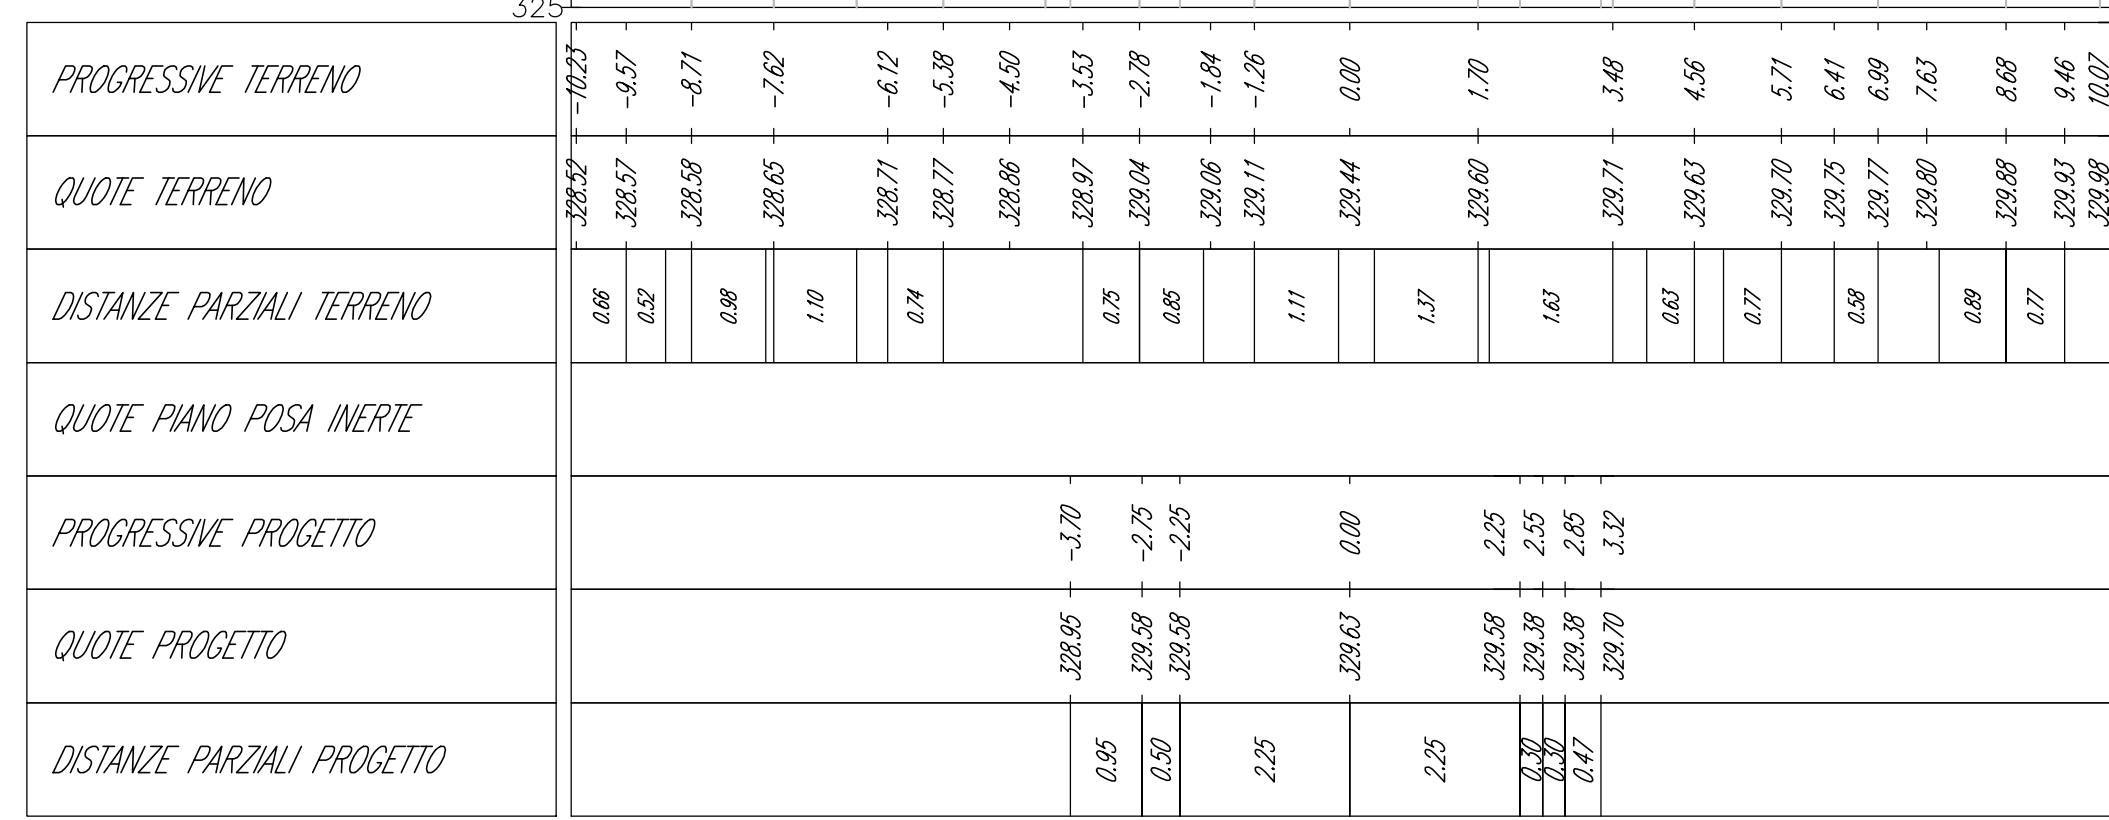 325
PROGRESSIVE TERRENO -10.23 -9.57 -8.71 -7.62 -6.12 -5.38 -4.50 -3.53 -2.78 -1.84 -1.26 0.00 1.70 3.48 4.56 5.71 6.41 6.99 7.63 8.68 9.46 10.07
QUOTE TERRENO 328.52 328.57 328.58 328.65 328.71 328.77 328.86 328.97 329.04 329.06 329.11 329.44 329.60 329.71 329.63 329.70 329.75 329.77 329.80 329.88 329.93 329.98
DISTANZE PARZIALI TERRENO 0.66 0.52 0.98 1.10 0.74 0.75 0.85 1.11 1.37 1.63 0.63 0.77 0.58 0.89 0.77
QUOTE PIANO POSA INERTE
PROGRESSIVE PROGETTO -3.70 -2.75 -2.25 0.00 2.25 2.55 2.85 3.32
QUOTE PROGETTO 328.95 329.58 329.58 329.63 329.58 329.38 329.38 329.70
DISTANZE PARZIALI PROGETTO 0.95 0.50 2.25 2.25 0.30 0.30 0.47